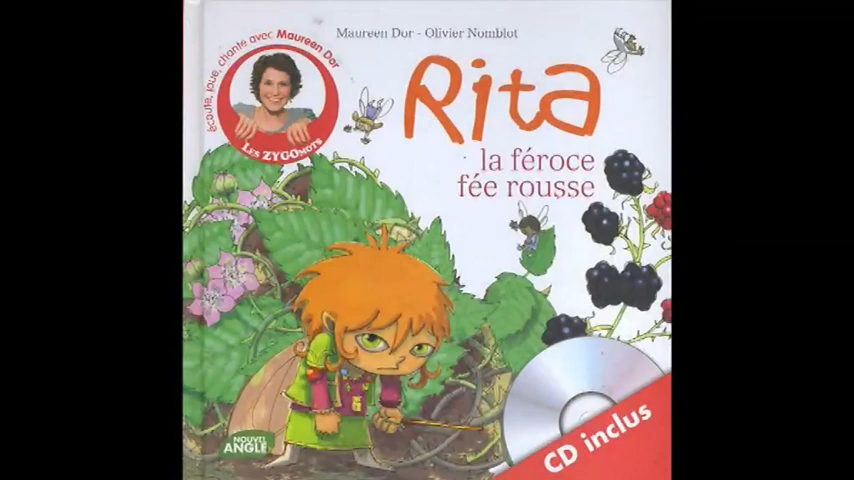 Maureen Dor - Olivier Nomblot
écoute, joue, chante avec Maureen Dor
LES ZYGOMOTS
Rita
la féroce
fée rousse
NOUVEL
ANGLE
CD inclus